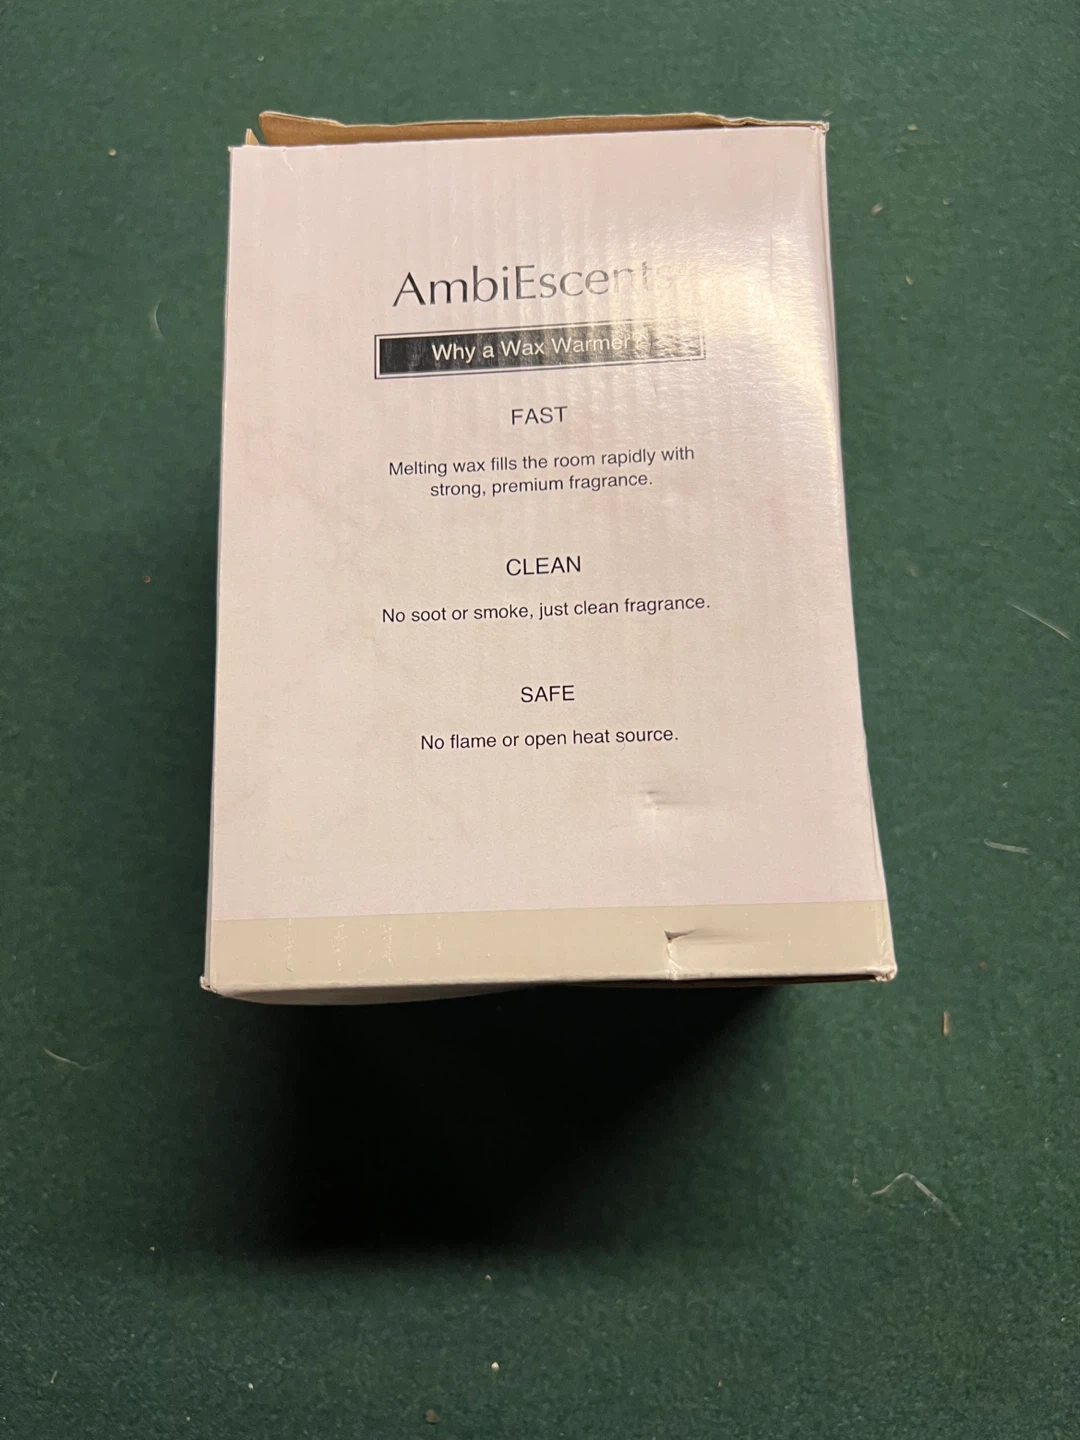 AmbiEscents
Why a Wax Warmer?
FAST
Melting wax fills the room rapidly with
strong, premium fragrance.
CLEAN
No soot or smoke, just clean fragrance.
SAFE
No flame or open heat source.